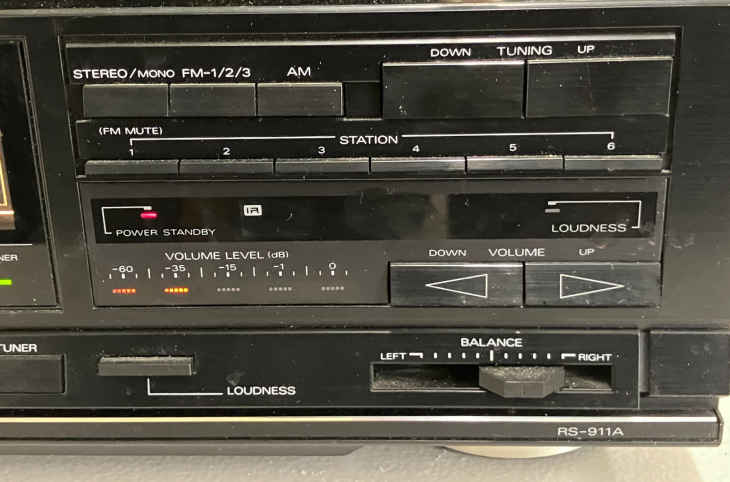 DOWN TUNING UP
STEREO/MONO FM-1/2/3 AM
(FM MUTE)
STATION
1 2 3 4 5 6
IR
POWER STANDBY
LOUDNESS
VOLUME LEVEL (dB)
DOWN VOLUME UP
-60 -35 -15 -1 0
NER
BALANCE
TUNER
LEFT RIGHT
LOUDNESS
RS-911A